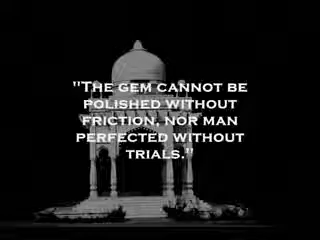 "The gem cannot be
polished without
friction, nor man
perfected without
trials."